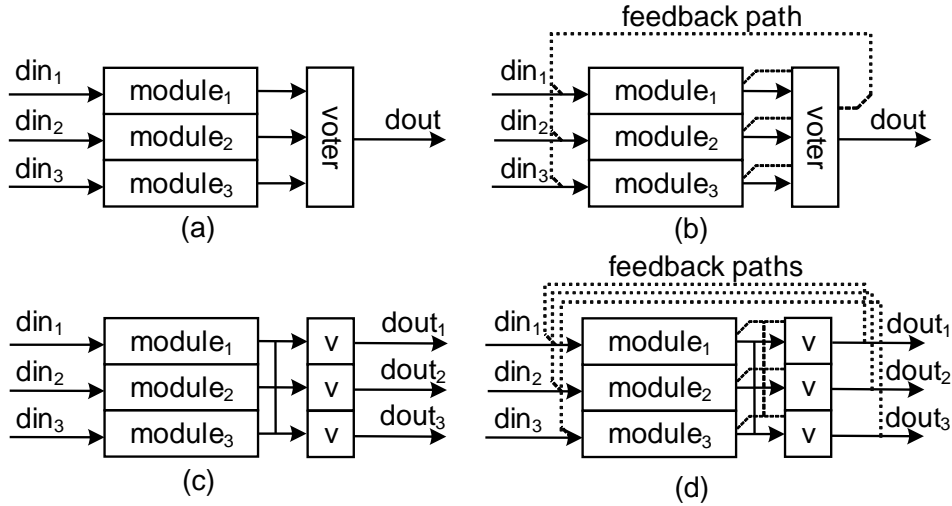 feedback path
din1
module1
din2
module2
din3
module3
voter
dout
(a)
din1
module1
din2
module2
din3
module3
voter
dout
(b)
feedback paths
din1
module1
v
dout1
din2
module2
v
dout2
din3
module3
v
dout3
(c)
din1
module1
v
dout1
din2
module2
v
dout2
din3
module3
v
dout3
(d)